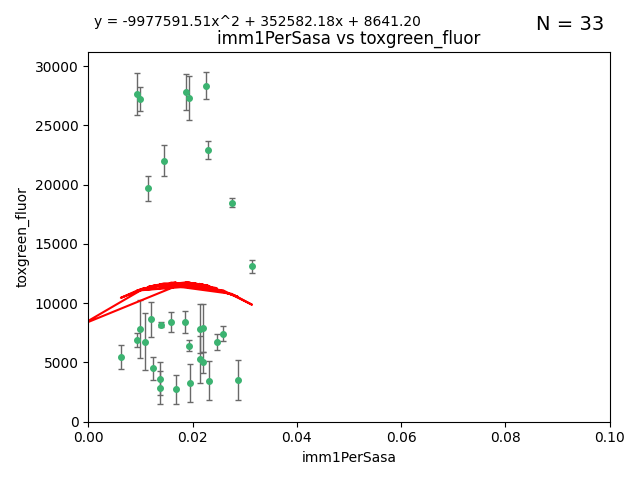 y = -9977591.51x^2 + 352582.18x + 8641.20
N = 33
imm1PerSasa vs toxgreen_fluor
30000
25000
20000
15000
10000
5000
0
toxgreen_fluor
0.00 0.02 0.04 0.06 0.08 0.10
imm1PerSasa